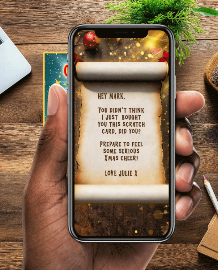 HEY MARK,
YOU DIDN'T THINK
I JUST BOUGHT
YOU THIS SCRATCH
CARD, DID YOU?
PREPARE TO FEEL
SOME SERIOUS
XMAS CHEER!
LOVE JULIE X